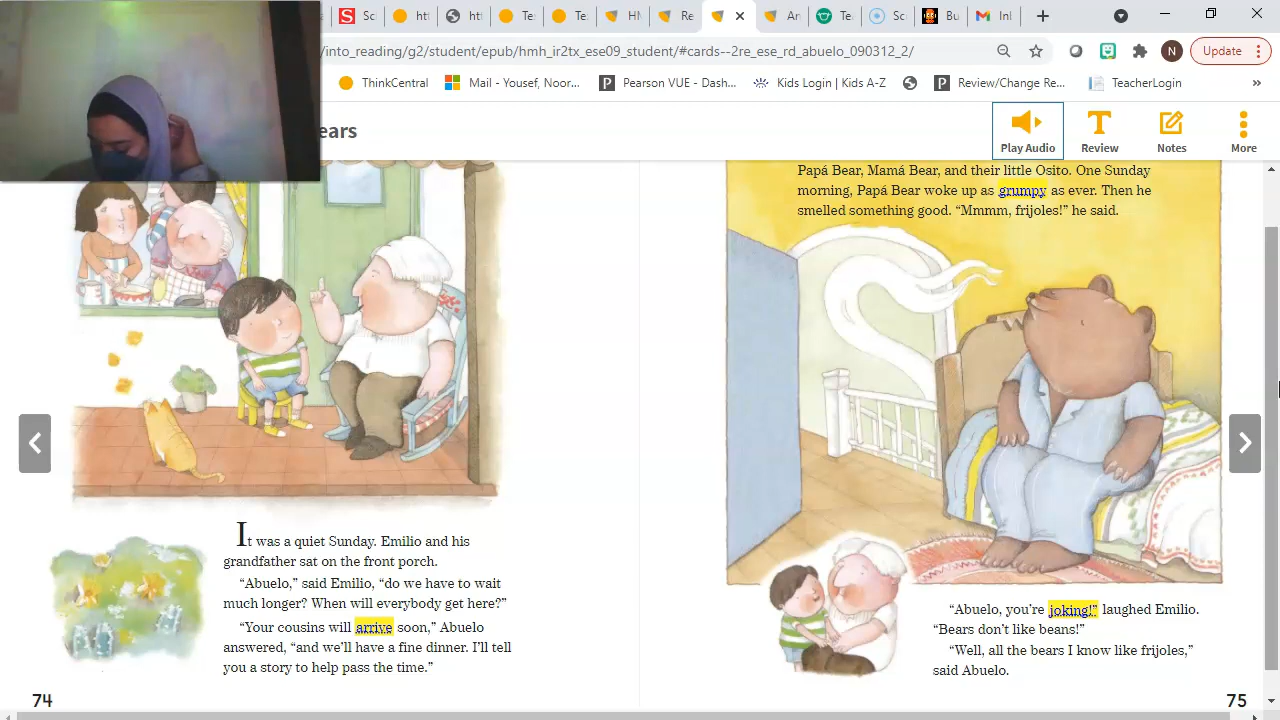 Sc
htt
htt
Te:
Te:
HM
Re
Ar
Te
Sc
Bu
Inl
/into_reading/g2/student/epub/hmh_ir2tx_ese09_student/#cards--2re_ese_rd_abuelo_090312_2/
N
Update
ThinkCentral
Mail - Yousef, Noor...
Pearson VUE - Dash...
Kids Login | Kids A-Z
Review/Change Re...
TeacherLogin
»
ears
Play Audio
Review
Notes
More
It was a quiet Sunday. Emilio and his
grandfather sat on the front porch.
“Abuelo,” said Emilio, “do we have to wait
much longer? When will everybody get here?”
“Your cousins will arrive soon,” Abuelo
answered, “and we’ll have a fine dinner. I’ll tell
you a story to help pass the time.”
74
Papá Bear, Mamá Bear, and their little Osito. One Sunday
morning, Papá Bear woke up as grumpy as ever. Then he
smelled something good. “Mmmm, frijoles!” he said.
“Abuelo, you’re joking!” laughed Emilio.
“Bears don’t like beans!”
“Well, all the bears I know like frijoles,”
said Abuelo.
75